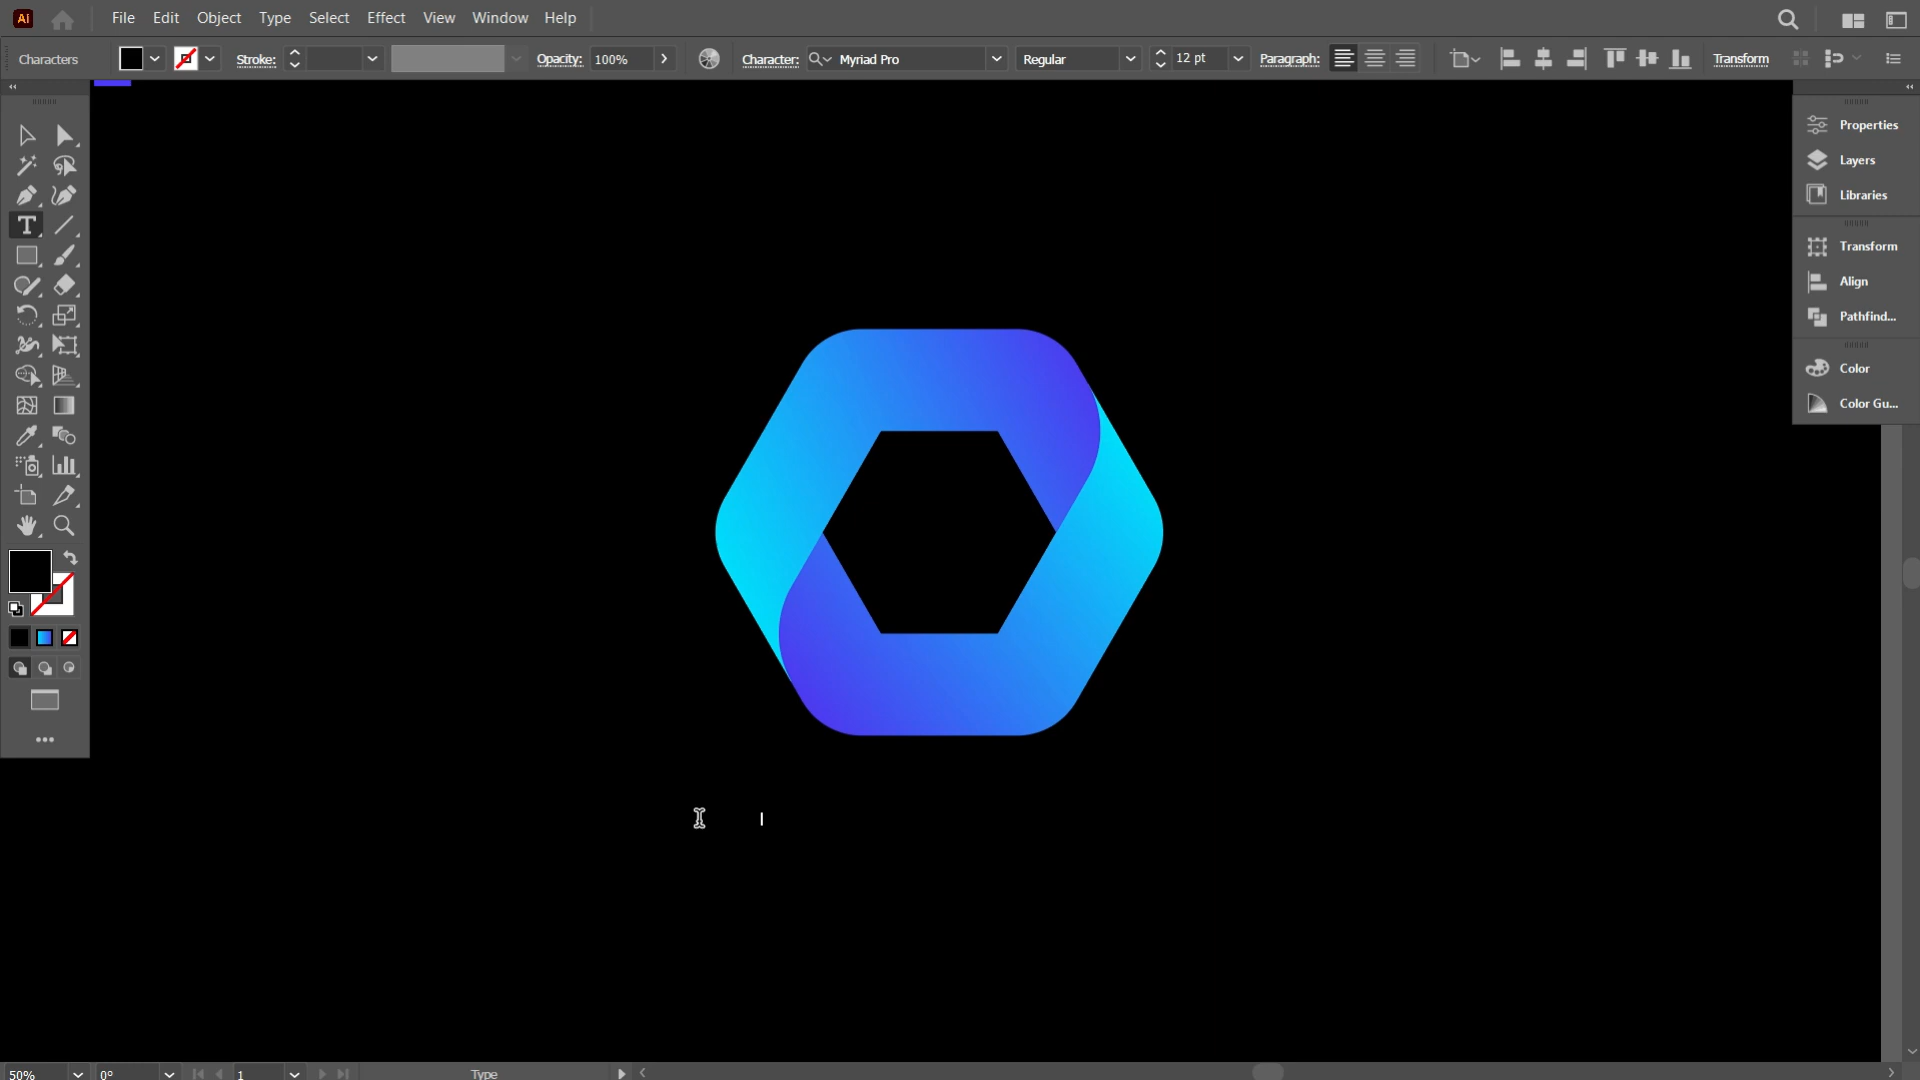 Ai File Edit Object Type Select Effect View Window Help
Characters Stroke: Opacity: 100% Character: Myriad Pro Regular 12 pt Paragraph: Transform
Properties
Layers
Libraries
Transform
Align
Pathfind...
Color
Color Gu...
T
50% 0° 1 Type